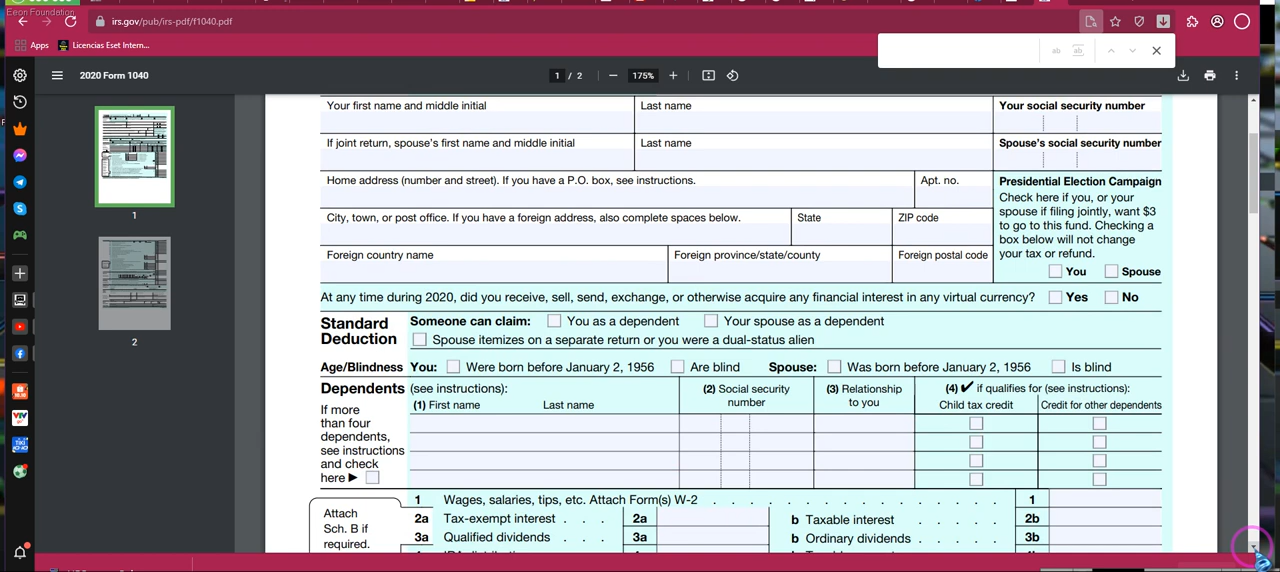 Eeon Foundation
irs.gov/pub/irs-pdf/f1040.pdf
Apps Licencias Eset Intern...
2020 Form 1040
1 / 2
175%
1
2
Your first name and middle initial
Last name
Your social security number
If joint return, spouse's first name and middle initial
Last name
Spouse's social security number
Home address (number and street). If you have a P.O. box, see instructions.
Apt. no.
City, town, or post office. If you have a foreign address, also complete spaces below.
State
ZIP code
Foreign country name
Foreign province/state/county
Foreign postal code
Presidential Election Campaign
Check here if you, or your
spouse if filing jointly, want $3
to go to this fund. Checking a
box below will not change
your tax or refund.
You Spouse
At any time during 2020, did you receive, sell, send, exchange, or otherwise acquire any financial interest in any virtual currency? Yes No
Standard
Deduction
Someone can claim: You as a dependent Your spouse as a dependent
Spouse itemizes on a separate return or you were a dual-status alien
Age/Blindness You: Were born before January 2, 1956 Are blind Spouse: Was born before January 2, 1956 Is blind
Dependents (see instructions):
(1) First name Last name
(2) Social security
number
(3) Relationship
to you
(4) ✔ if qualifies for (see instructions):
Child tax credit Credit for other dependents
If more
than four
dependents,
see instructions
and check
here ►
1 Wages, salaries, tips, etc. Attach Form(s) W-2 . . . . . . . . . . . . . . . . 1
Attach
Sch. B if
required.
2a Tax-exempt interest . . . 2a b Taxable interest . . . . . 2b
3a Qualified dividends . . . 3a b Ordinary dividends . . . . . 3b